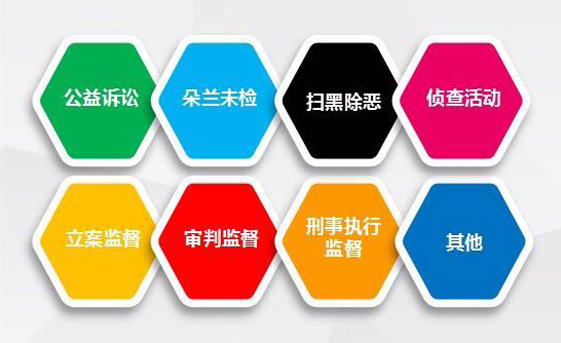 公益诉讼
朵兰未检
扫黑除恶
侦查活动
立案监督
审判监督
刑事执行
监督
其他